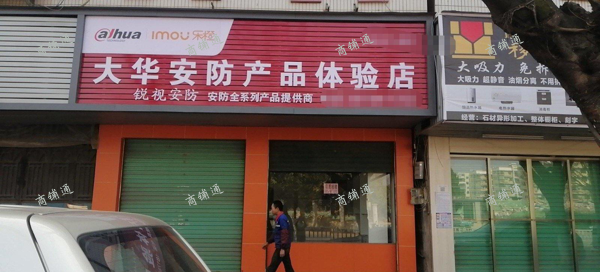 alhua imou 乐橙
大华安防产品体验店
锐视安防 安防全系列产品提供商
大吸力 免拆
大吸力 超静音 油烟分离 不用拆
经营：石材异形加工、整体橱柜、刻字
商铺通
商铺通
商铺通
商铺通
商铺通
商铺通